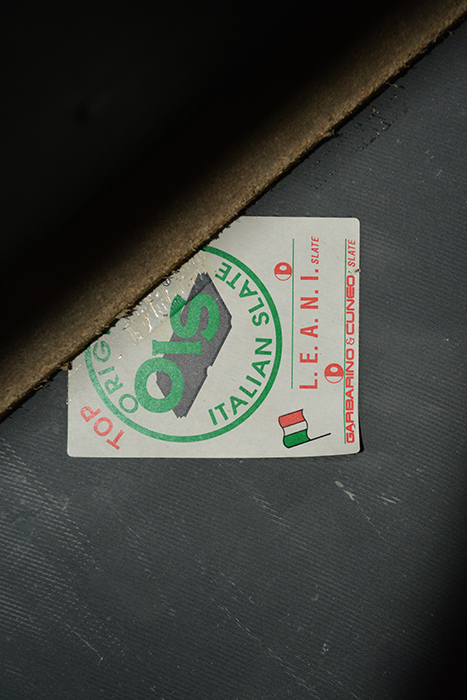 TOP
ORIG
OIS
ITALIAN SLATE
L.E.A.N.I. SLATE
GARBARINO & CUNEO SLATE